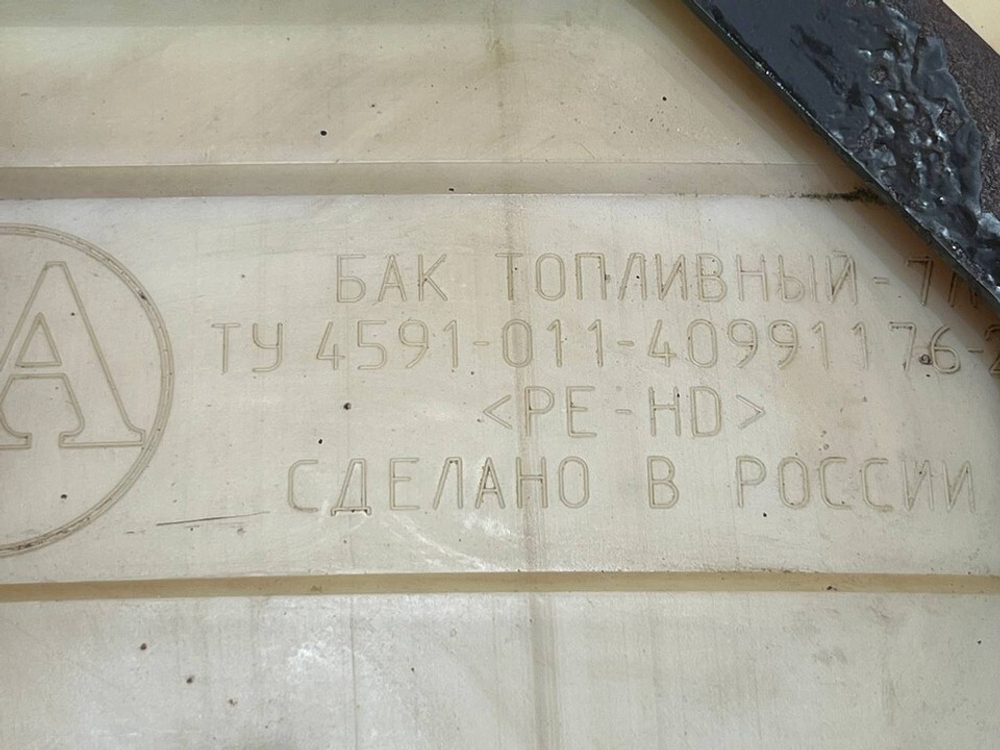 А
БАК ТОПЛИВНЫЙ-
ТУ 4591-011-40991176-
<PE-HD>
СДЕЛАНО В РОССИИ